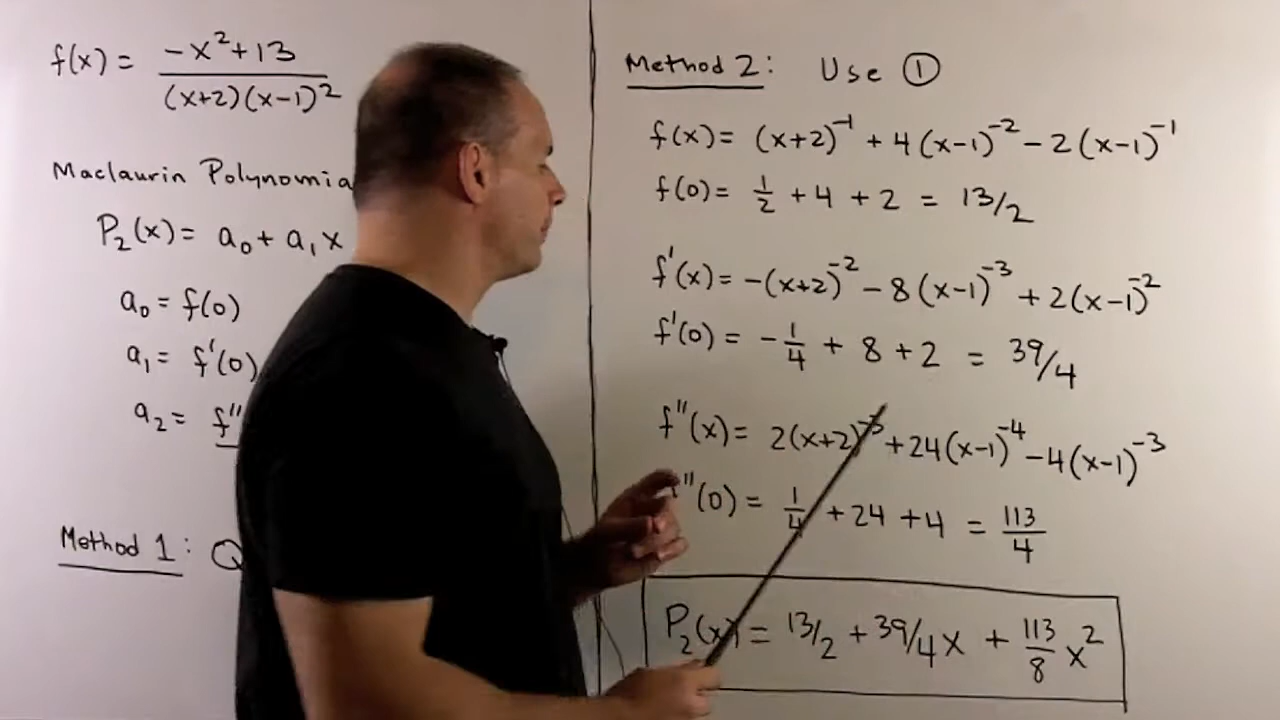 f(x) = (-x²+13) / ((x+2)(x-1)²)
Maclaurin
P₂(x) = a₀ + a₁x
a₀ = f(0)
a₁ = f'(0)
a₂ = f"
Method 1:
Method 2: Use ①
f(x) = (x+2)⁻¹ + 4(x-1)⁻² - 2(x-1)⁻¹
f(0) = 1/2 + 4 + 2 = 13/2
f'(x) = -(x+2)⁻² - 8(x-1)⁻³ + 2(x-1)⁻²
f'(0) = -1/4 + 8 + 2 = 39/4
f"(x) = 2(x+2)⁻³ + 24(x-1)⁻⁴ - 4(x-1)⁻³
"(0) = 1/4 + 24 + 4 = 113/4
P₂(x) = 13/2 + 39/4 x + 113/8 x²